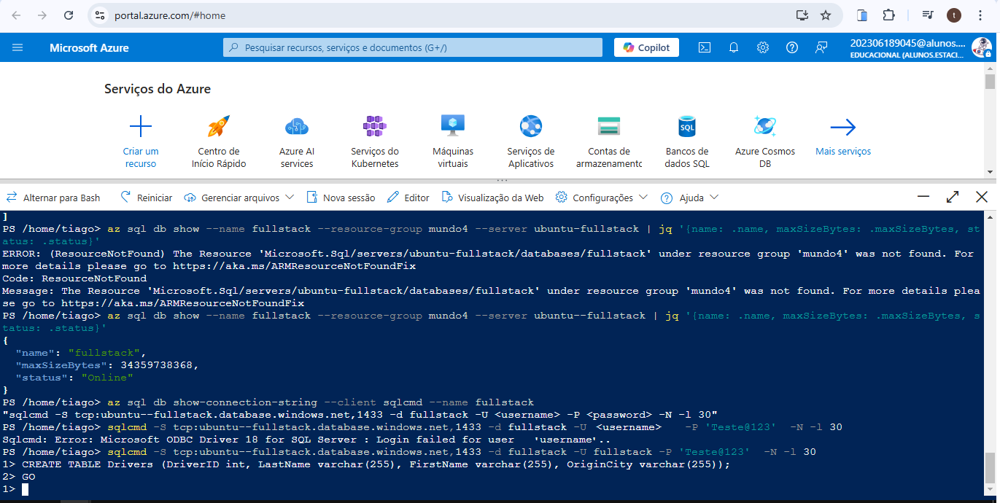 portal.azure.com/#home
t
Microsoft Azure
Pesquisar recursos, serviços e documentos (G+/)
Copilot
202306189045@alunos....
EDUCACIONAL (ALUNOS.ESTACI...
Serviços do Azure
Criar um recurso
Centro de Início Rápido
Azure AI services
Serviços do Kubernetes
Máquinas virtuais
Serviços de Aplicativos
Contas de armazenamento
SQL
Bancos de dados SQL
Azure Cosmos DB
Mais serviços
Alternar para Bash
Reiniciar
Gerenciar arquivos
Nova sessão
Editor
Visualização da Web
Configurações
Ajuda
]
PS /home/tiago> az sql db show --name fullstack --resource-group mundo4 --server ubuntu-fullstack | jq '{name: .name, maxSizeBytes: .maxSizeBytes, st
atus: .status}'
ERROR: (ResourceNotFound) The Resource 'Microsoft.Sql/servers/ubuntu-fullstack/databases/fullstack' under resource group 'mundo4' was not found. For
more details please go to https://aka.ms/ARMResourceNotFoundFix
Code: ResourceNotFound
Message: The Resource 'Microsoft.Sql/servers/ubuntu-fullstack/databases/fullstack' under resource group 'mundo4' was not found. For more details plea
se go to https://aka.ms/ARMResourceNotFoundFix
PS /home/tiago> az sql db show --name fullstack --resource-group mundo4 --server ubuntu--fullstack | jq '{name: .name, maxSizeBytes: .maxSizeBytes, s
tatus: .status}'
{
"name": "fullstack",
"maxSizeBytes": 34359738368,
"status": "Online"
}
PS /home/tiago> az sql db show-connection-string --client sqlcmd --name fullstack
"sqlcmd -S tcp:ubuntu--fullstack.database.windows.net,1433 -d fullstack -U <username> -P <password> -N -l 30"
PS /home/tiago> sqlcmd -S tcp:ubuntu--fullstack.database.windows.net,1433 -d fullstack -U <username> -P 'Teste@123' -N -l 30
Sqlcmd: Error: Microsoft ODBC Driver 18 for SQL Server : Login failed for user 'username'..
PS /home/tiago> sqlcmd -S tcp:ubuntu--fullstack.database.windows.net,1433 -d fullstack -U fullstack -P 'Teste@123' -N -l 30
1> CREATE TABLE Drivers (DriverID int, LastName varchar(255), FirstName varchar(255), OriginCity varchar(255));
2> GO
1>